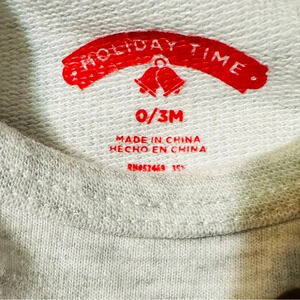 HOLIDAY TIME
0/3M
MADE IN CHINA
HECHO EN CHINA